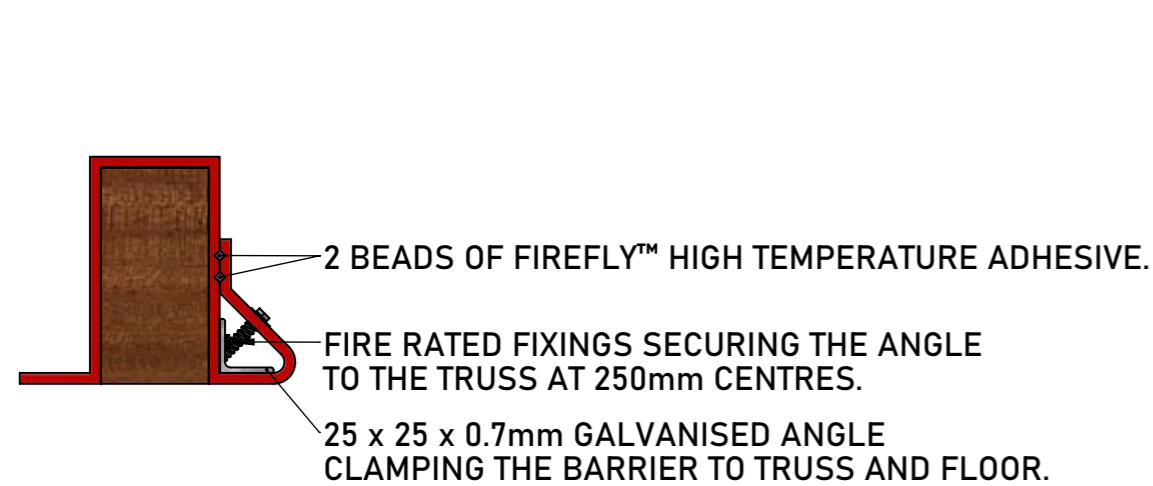 2 BEADS OF FIREFLY™ HIGH TEMPERATURE ADHESIVE.
FIRE RATED FIXINGS SECURING THE ANGLE
TO THE TRUSS AT 250mm CENTRES.
25 x 25 x 0.7mm GALVANISED ANGLE
CLAMPING THE BARRIER TO TRUSS AND FLOOR.